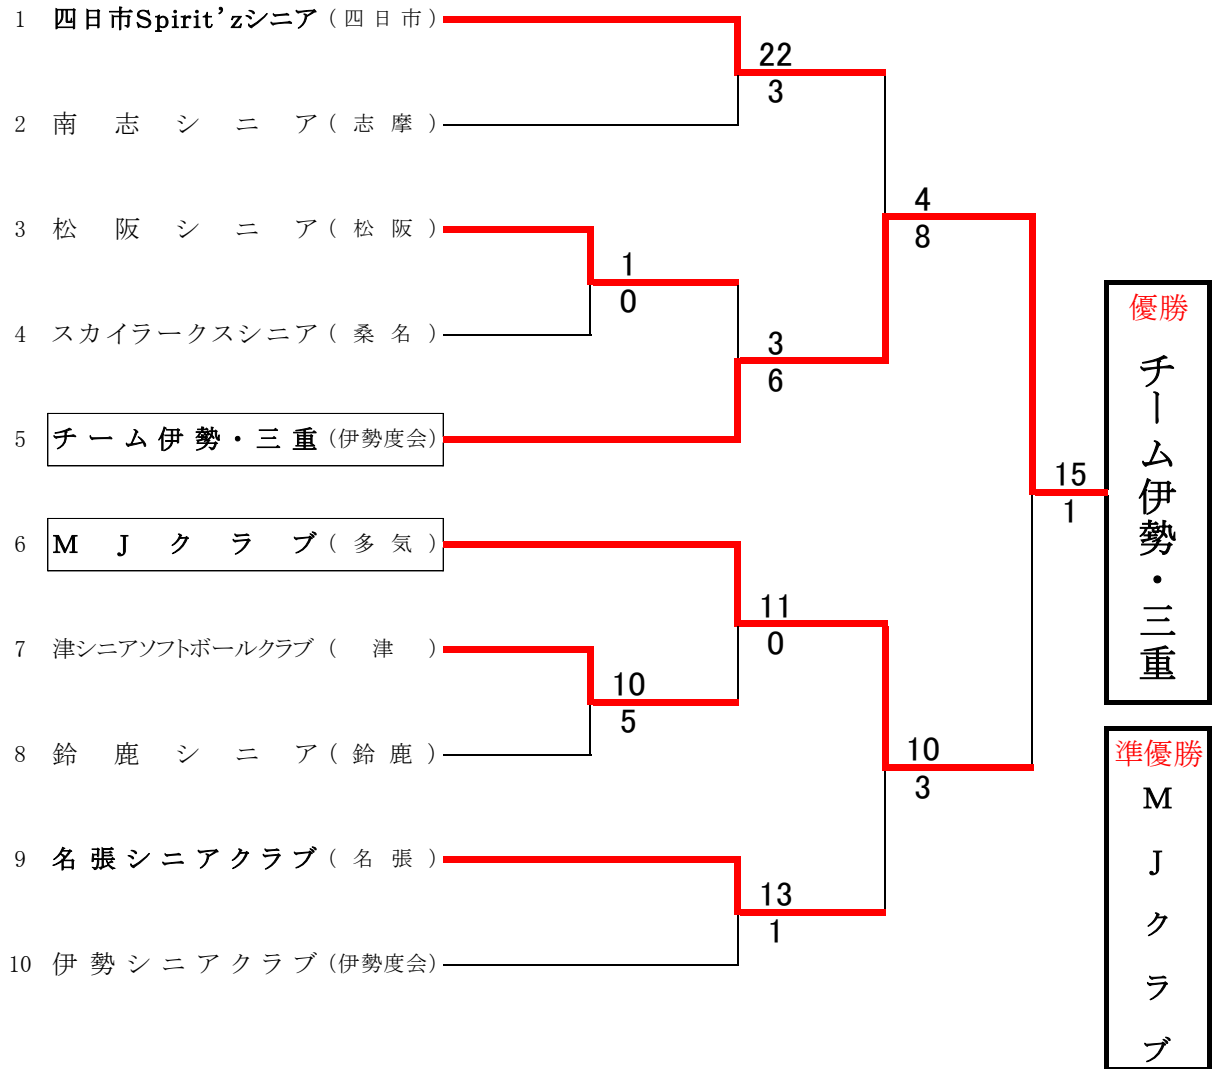 1 四日市Spirit’zシニア(四日市)
22
3
2 南志シニア(志摩)
4
8
3 松阪シニア(松阪)
1
0
4 スカイラークスシニア(桑名)
3
6
5 チーム伊勢・三重(伊勢度会)
15
1
6 MJクラブ(多気)
11
0
7 津シニアソフトボールクラブ(津)
10
5
8 鈴鹿シニア(鈴鹿)
10
3
9 名張シニアクラブ(名張)
13
1
10 伊勢シニアクラブ(伊勢度会)
優勝
チーム伊勢・三重
準優勝
MJクラブ